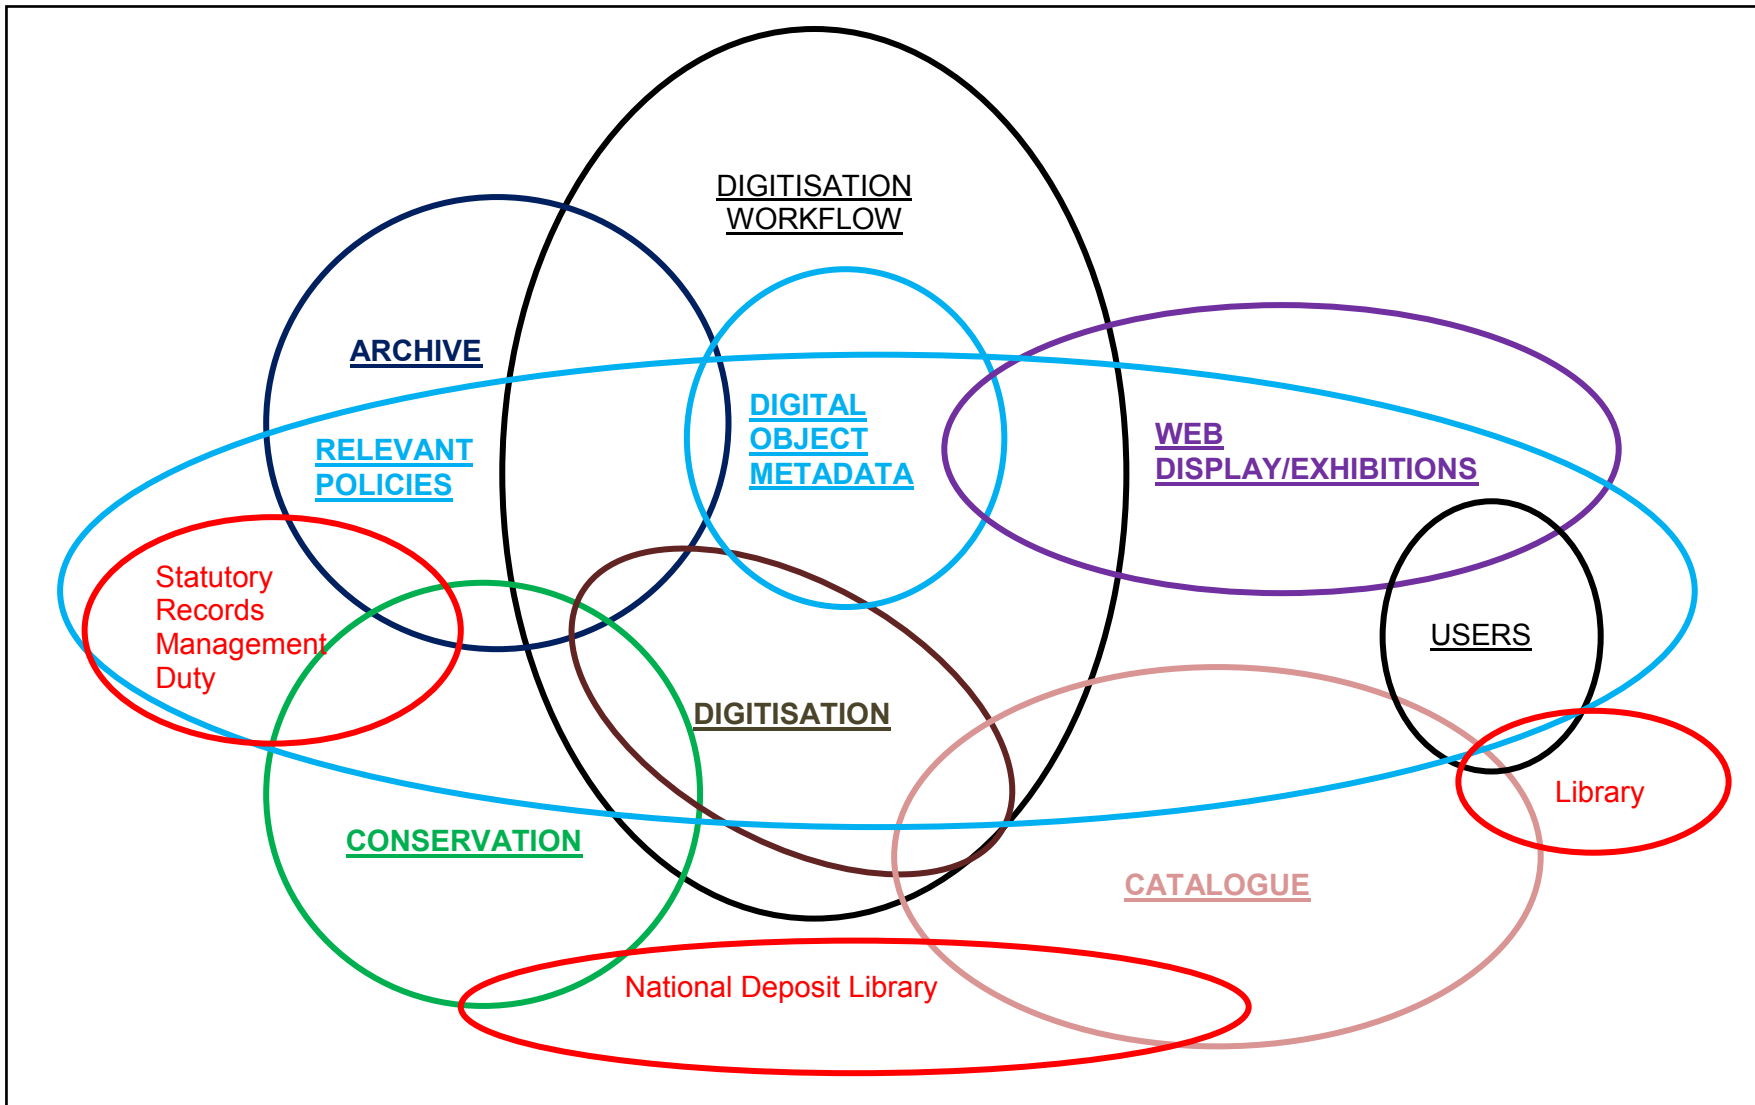 DIGITISATION
WORKFLOW
ARCHIVE
RELEVANT
POLICIES
DIGITAL
OBJECT
METADATA
WEB
DISPLAY/EXHIBITIONS
Statutory
Records
Management
Duty
USERS
DIGITISATION
Library
CONSERVATION
CATALOGUE
National Deposit Library